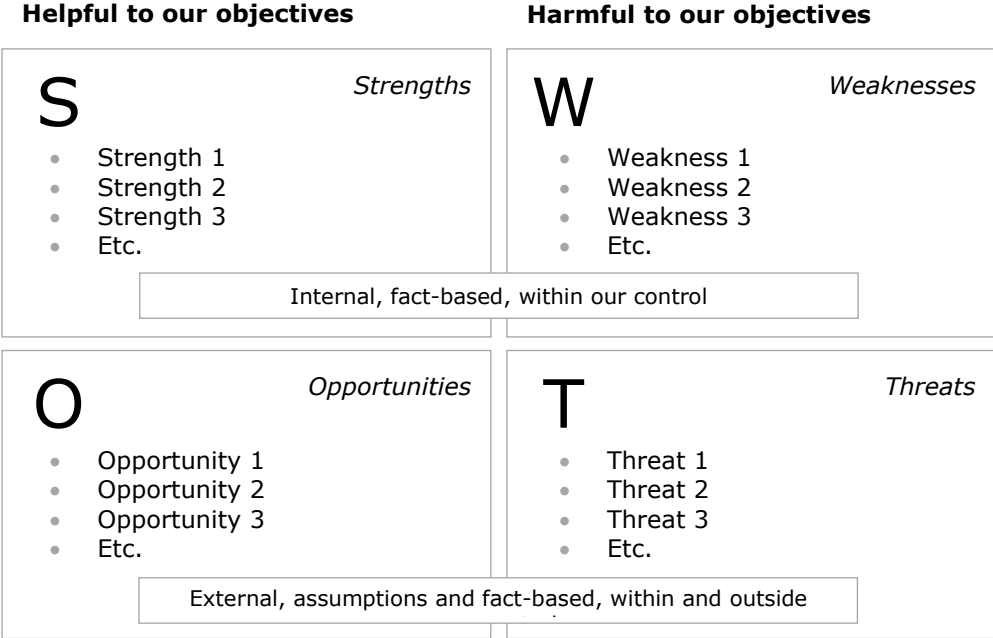 Helpful to our objectives
Harmful to our objectives
S
Strengths
Strength 1
Strength 2
Strength 3
Etc.
W
Weaknesses
Weakness 1
Weakness 2
Weakness 3
Etc.
Internal, fact-based, within our control
O
Opportunities
Opportunity 1
Opportunity 2
Opportunity 3
Etc.
T
Threats
Threat 1
Threat 2
Threat 3
Etc.
External, assumptions and fact-based, within and outside